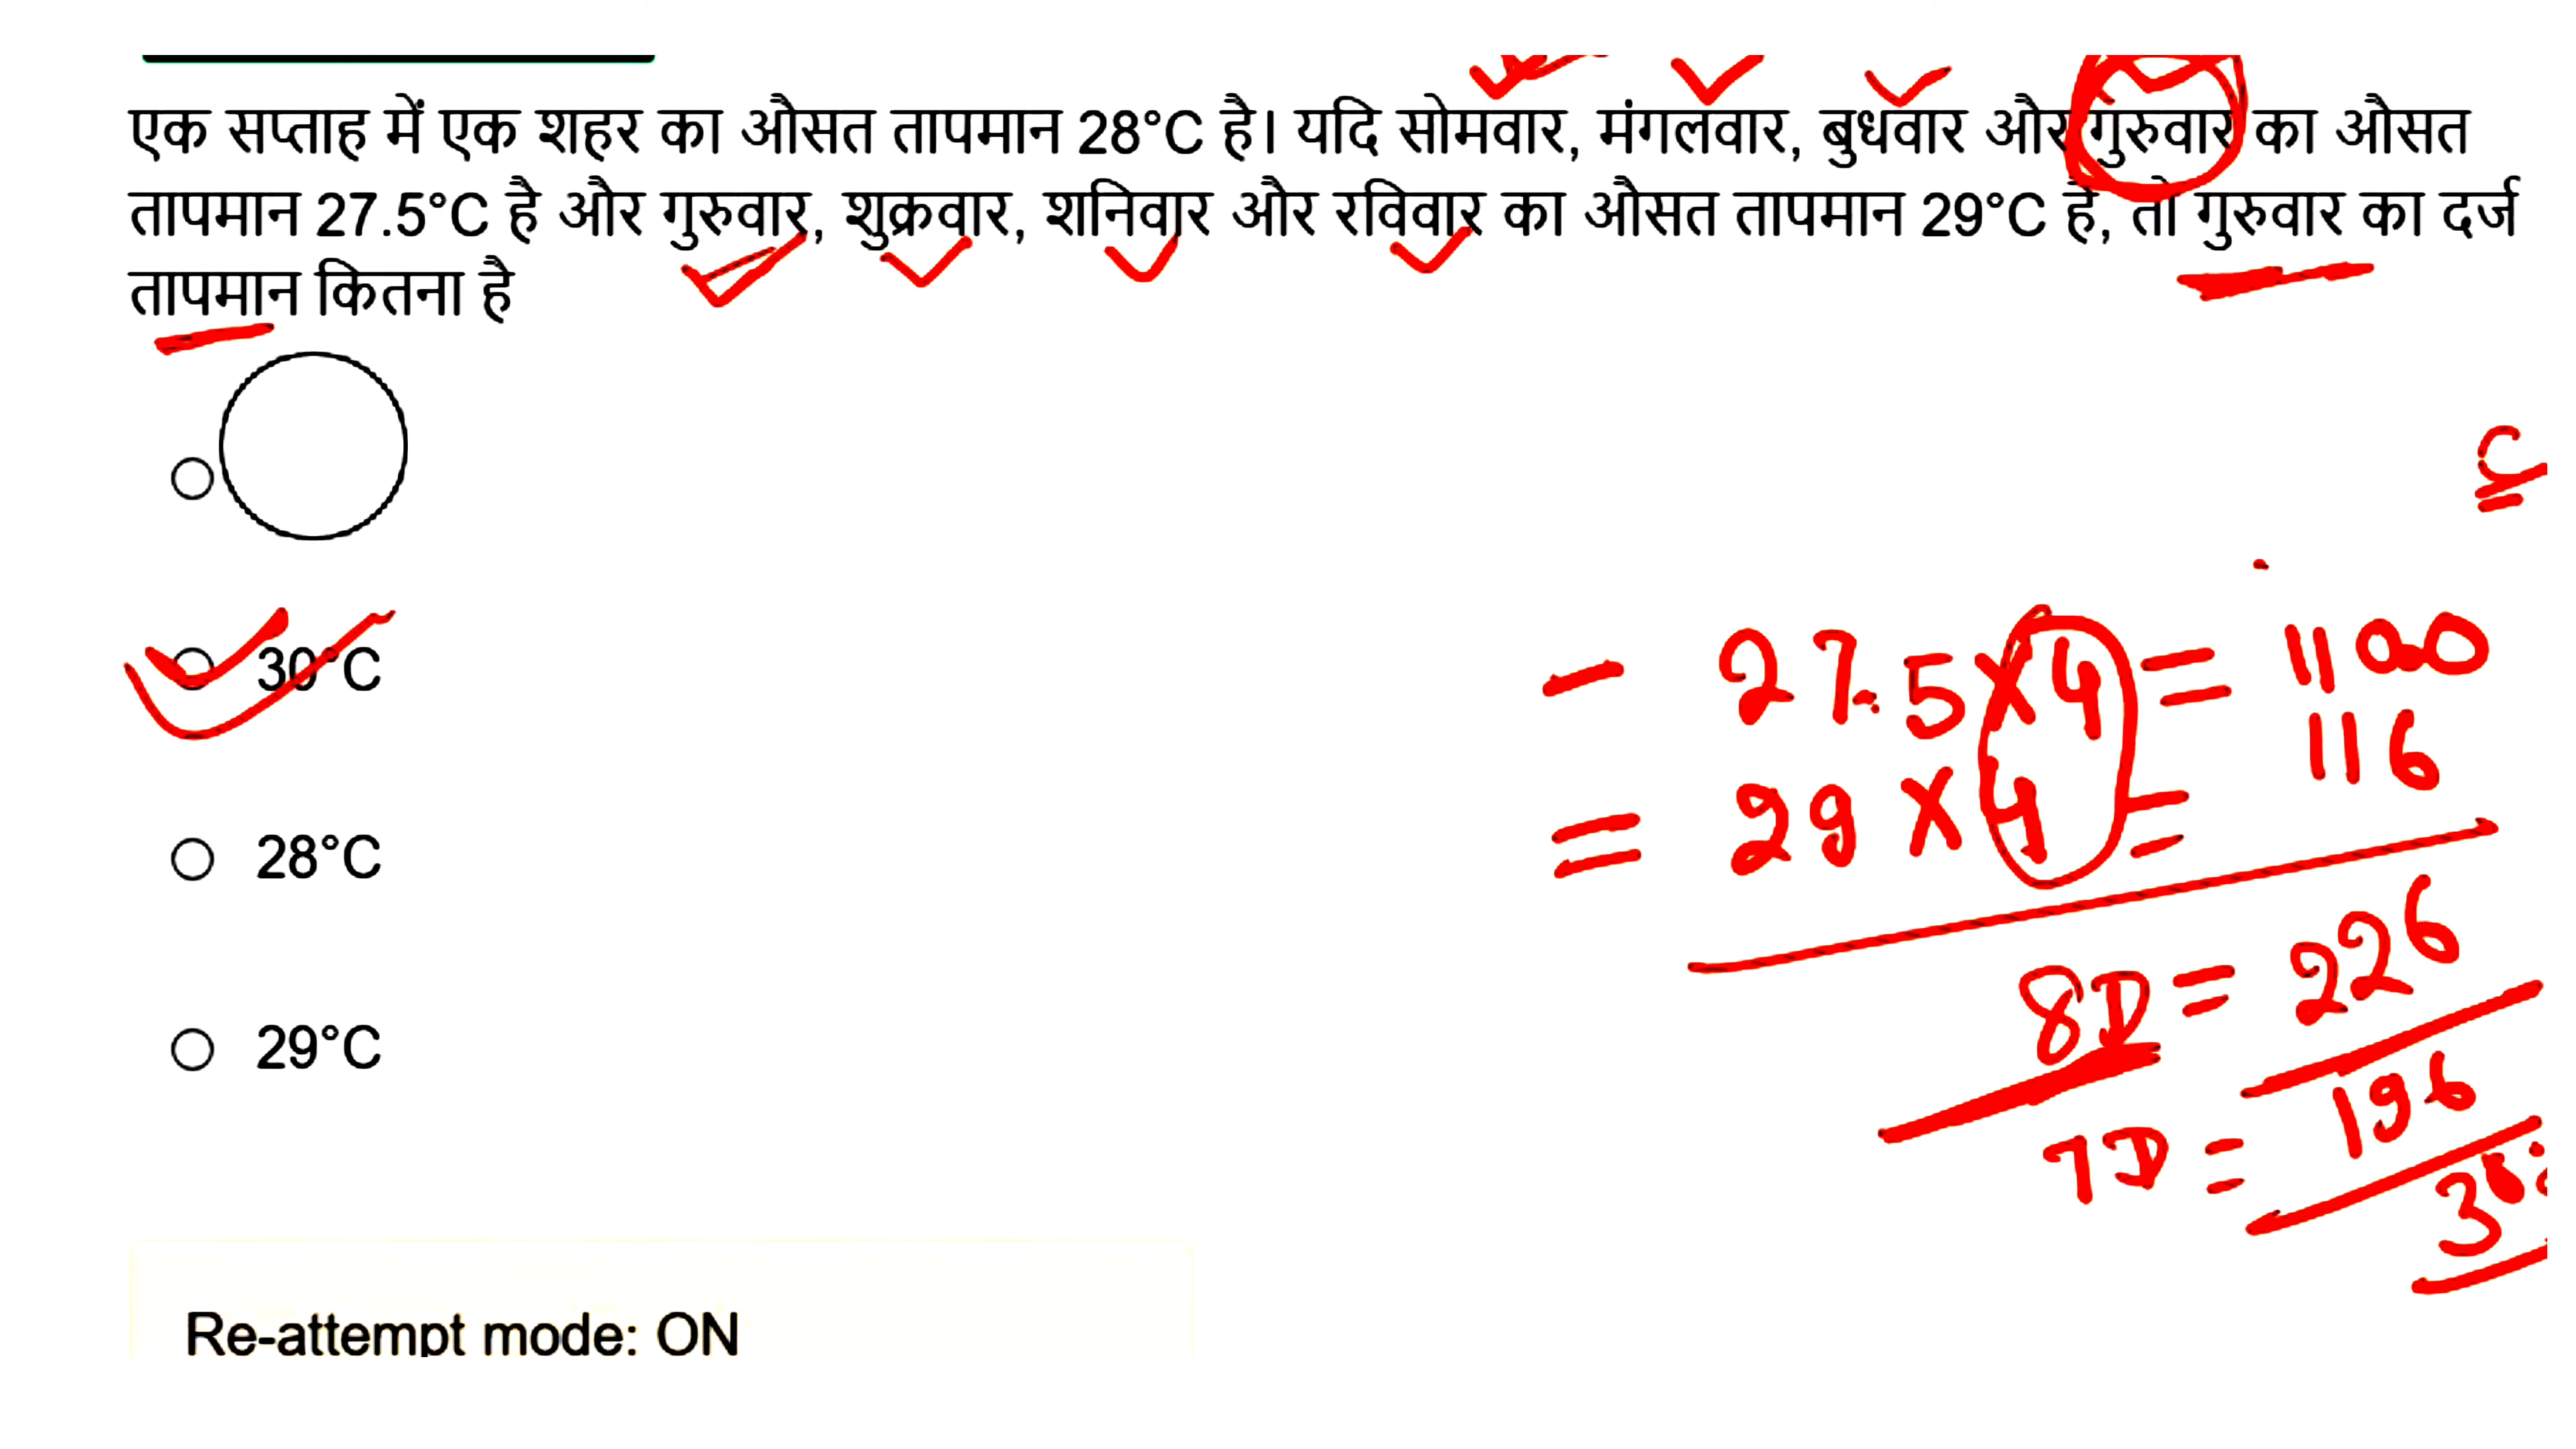 एक सप्ताह में एक शहर का औसत तापमान 28°C है। यदि सोमवार, मंगलवार, बुधवार और गुरुवार का औसत
तापमान 27.5°C है और गुरुवार, शुक्रवार, शनिवार और रविवार का औसत तापमान 29°C है, तो गुरुवार का दर्ज
तापमान कितना है
30°C
28°C
29°C
- 27.5×4 = 110.0
= 29×4 = 116
8D = 226
7D = 196
30
Re-attempt mode: ON